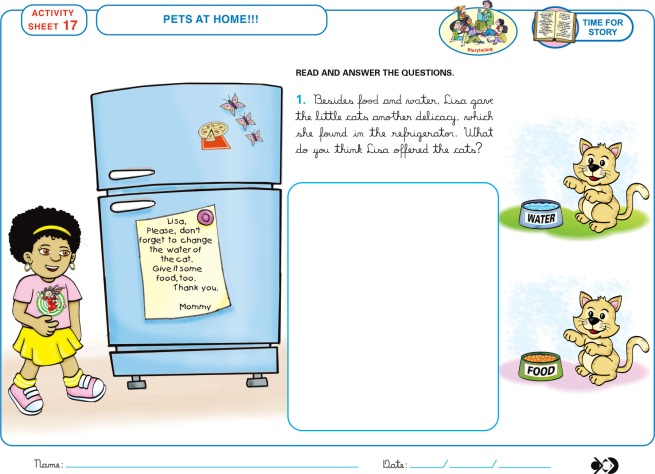 ACTIVITY
SHEET 17
PETS AT HOME!!!
Storytelling
TIME FOR
STORY
READ AND ANSWER THE QUESTIONS.
1. Besides food and water, Lisa gave
the little cats another delicacy, which
she found in the refrigerator. What
do you think Lisa offered the cats?
Lisa,
Please, don't
forget to change
the water of
the cat.
Give it some
food, too.
Thank you.
Mommy
WATER
FOOD
Name:
Date: / /